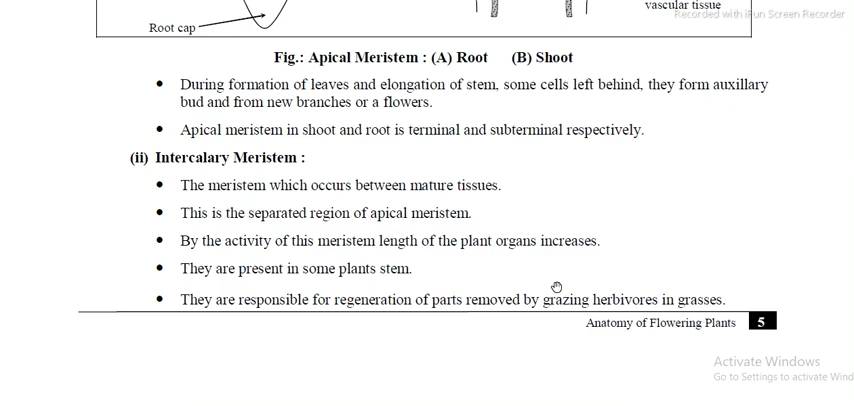 vascular tissue
Recorded with iFun Screen Recorder
Root cap
Fig.: Apical Meristem : (A) Root (B) Shoot
• During formation of leaves and elongation of stem, some cells left behind, they form auxillary
bud and from new branches or a flowers.
• Apical meristem in shoot and root is terminal and subterminal respectively.
(ii) Intercalary Meristem :
• The meristem which occurs between mature tissues.
• This is the separated region of apical meristem.
• By the activity of this meristem length of the plant organs increases.
• They are present in some plants stem.
• They are responsible for regeneration of parts removed by grazing herbivores in grasses.
Anatomy of Flowering Plants 5
Activate Windows
Go to Settings to activate Wind